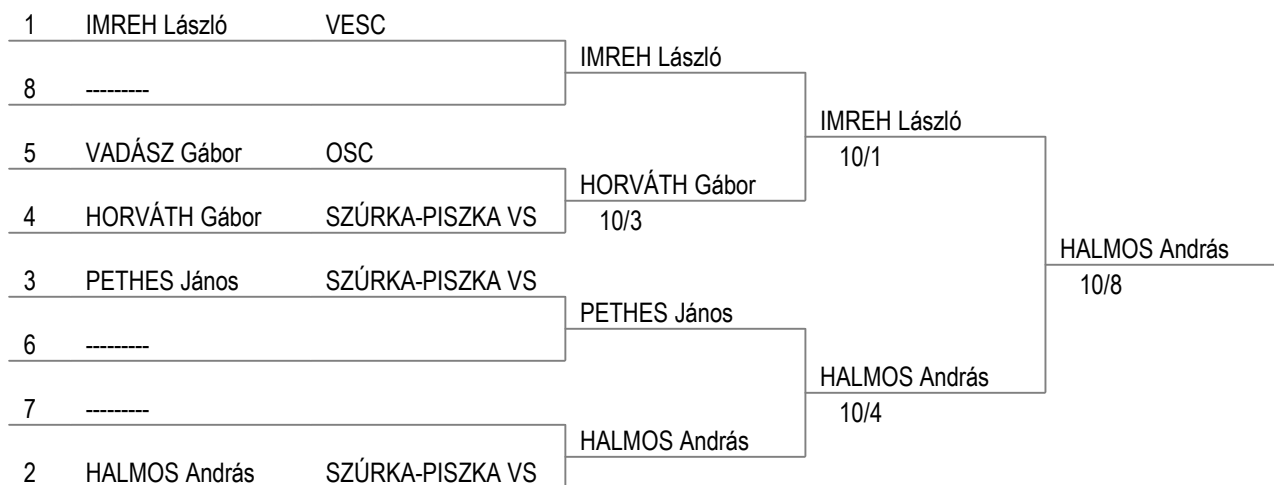 1 IMREH László VESC
IMREH László
8 ---------
IMREH László
10/1
5 VADÁSZ Gábor OSC
HORVÁTH Gábor
10/3
4 HORVÁTH Gábor SZÚRKA-PISZKA VS
HALMOS András
10/8
3 PETHES János SZÚRKA-PISZKA VS
PETHES János
6 ---------
HALMOS András
10/4
7 ---------
HALMOS András
2 HALMOS András SZÚRKA-PISZKA VS